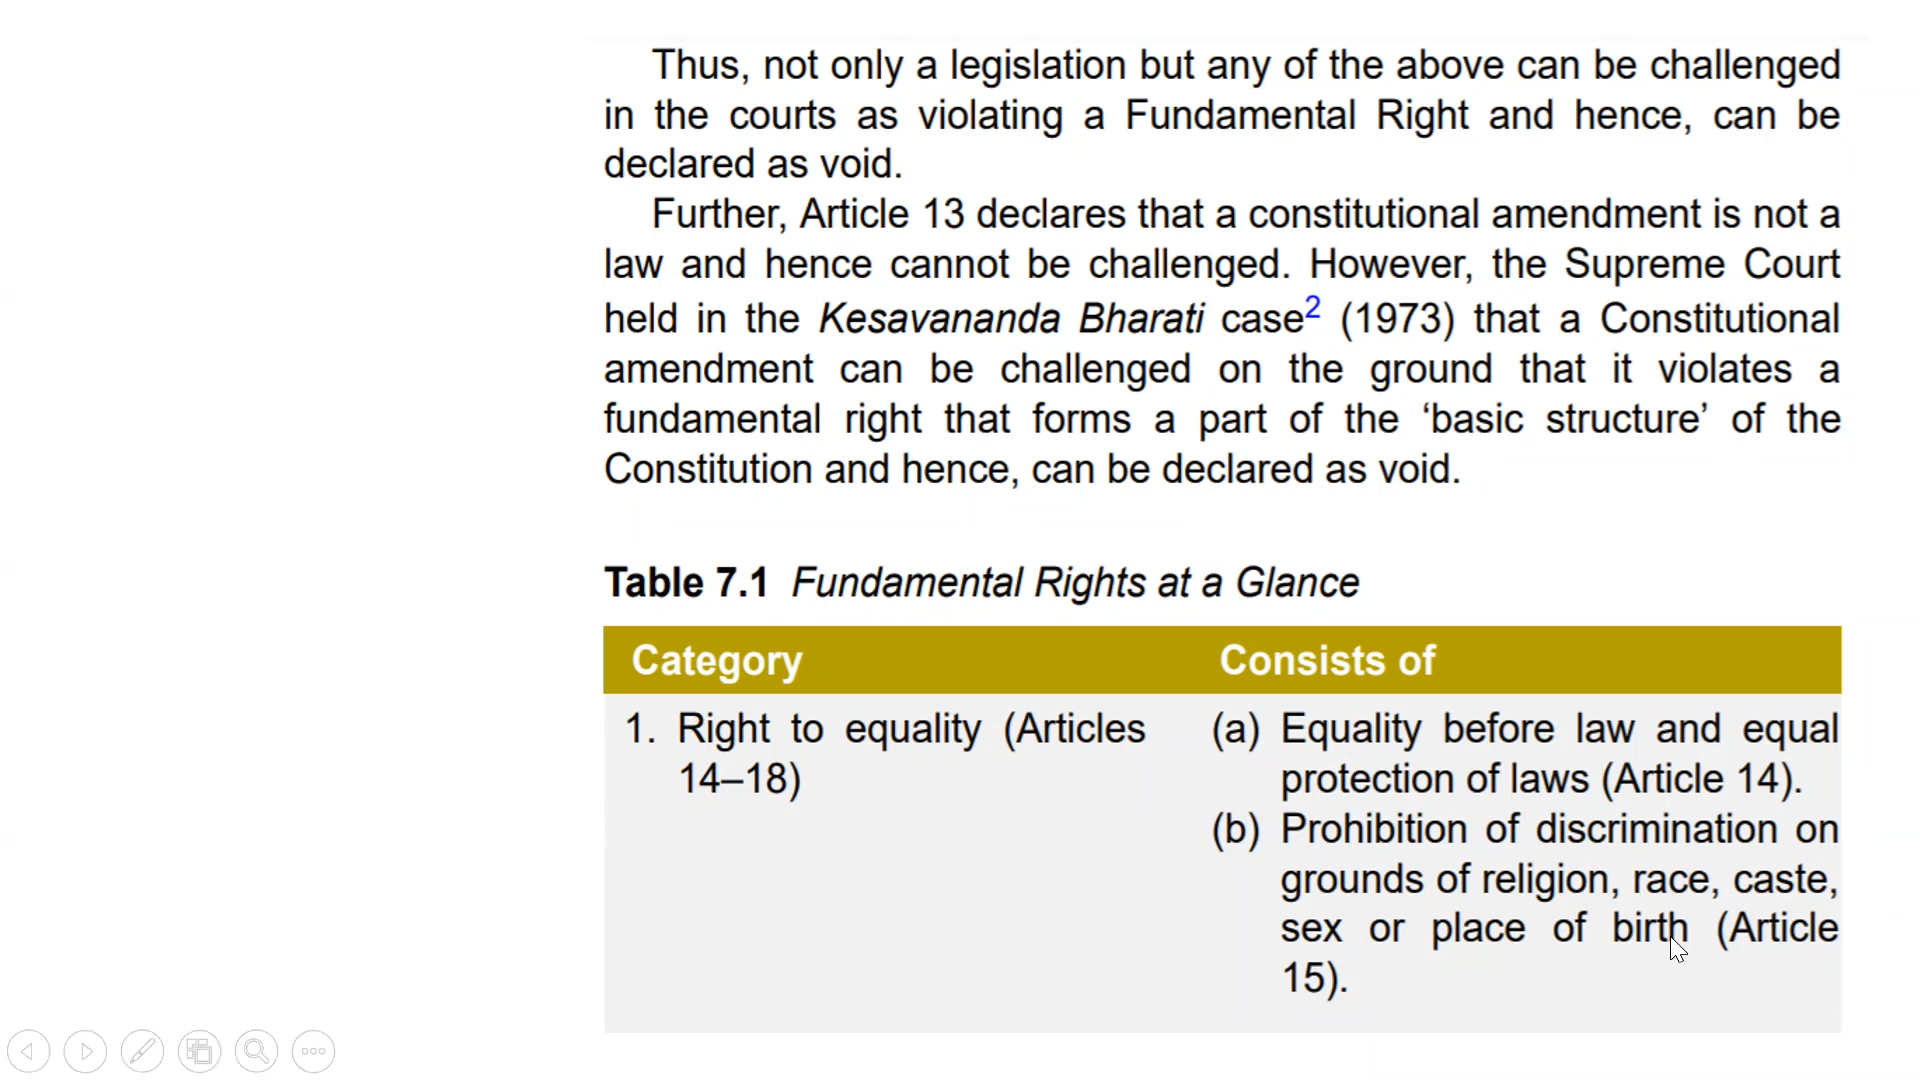 Thus, not only a legislation but any of the above can be challenged
in the courts as violating a Fundamental Right and hence, can be
declared as void.
Further, Article 13 declares that a constitutional amendment is not a
law and hence cannot be challenged. However, the Supreme Court
held in the Kesavananda Bharati case2 (1973) that a Constitutional
amendment can be challenged on the ground that it violates a
fundamental right that forms a part of the ‘basic structure’ of the
Constitution and hence, can be declared as void.
Table 7.1 Fundamental Rights at a Glance
Category Consists of
1. Right to equality (Articles
14–18)
(a) Equality before law and equal
protection of laws (Article 14).
(b) Prohibition of discrimination on
grounds of religion, race, caste,
sex or place of birth (Article
15).